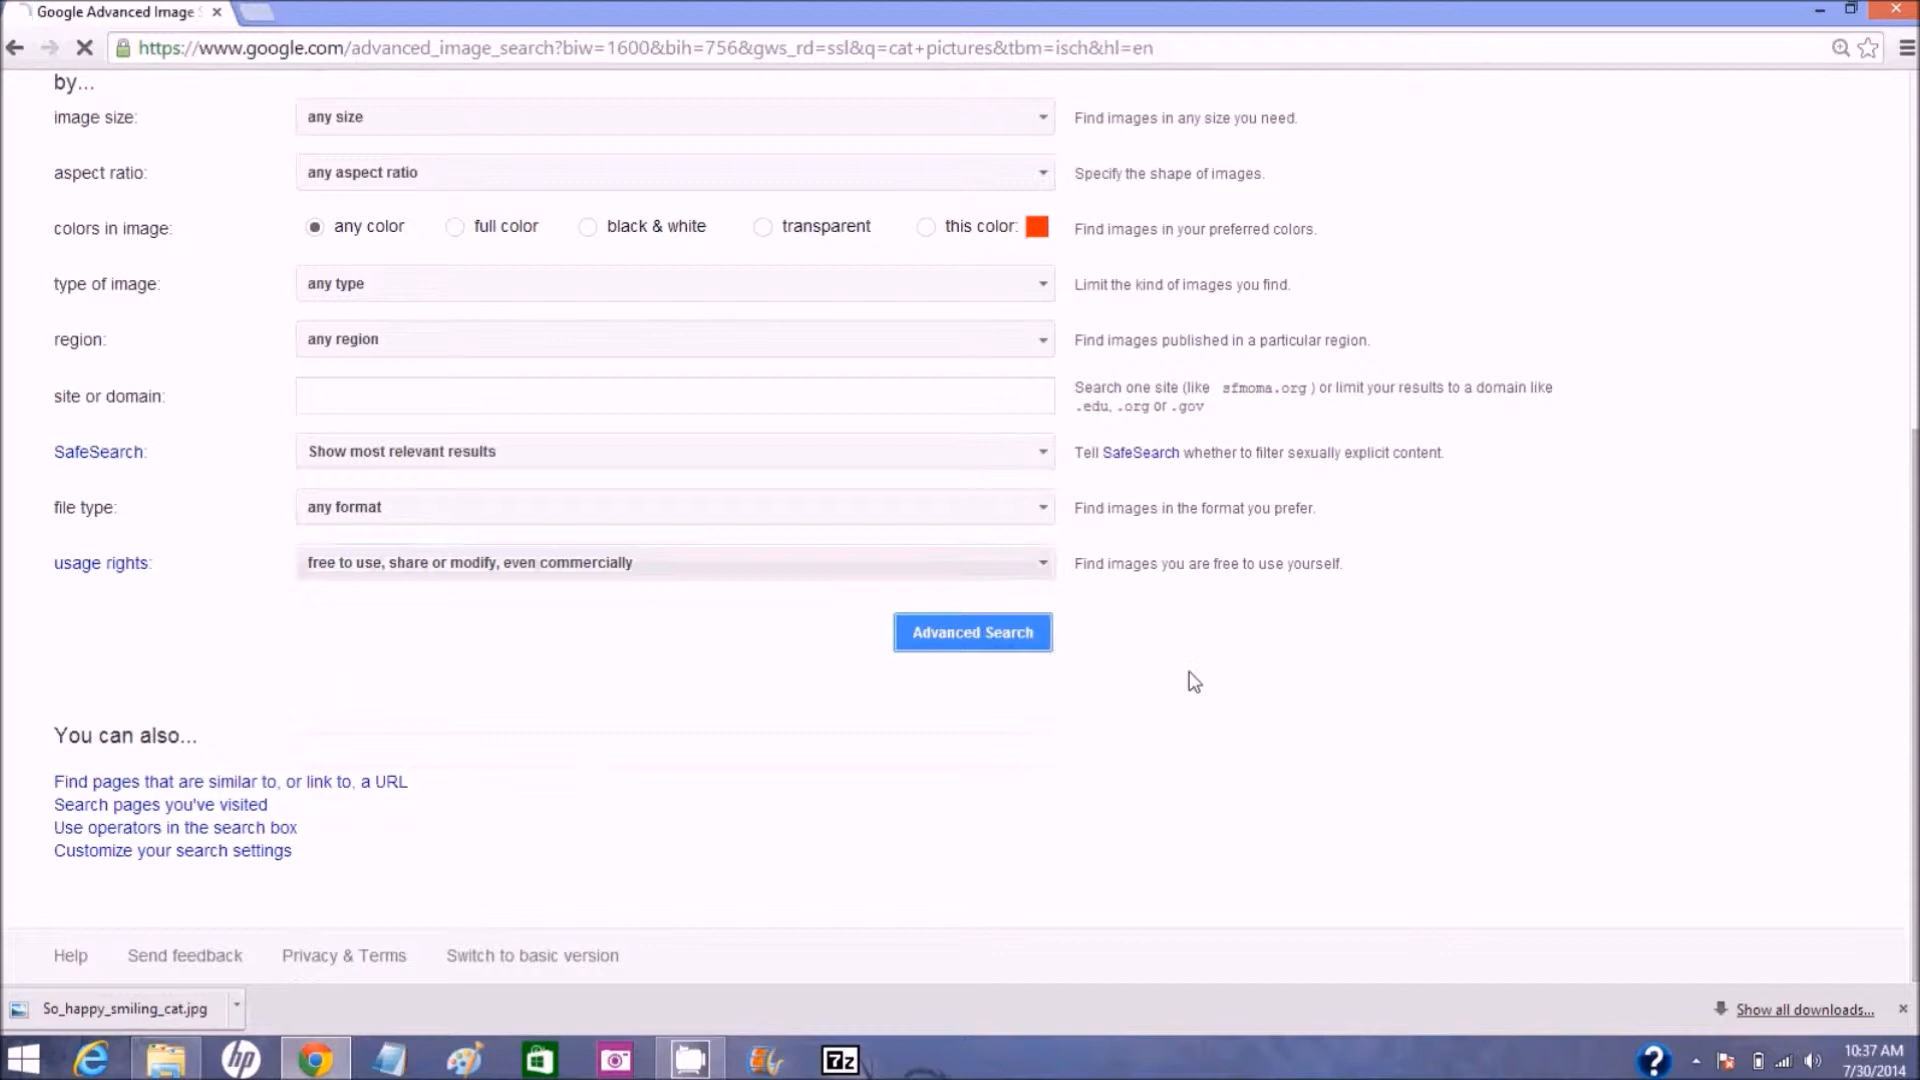 Google Advanced Image S
https://www.google.com/advanced_image_search?biw=1600&bih=756&gws_rd=ssl&q=cat+pictures&tbm=isch&hl=en
by...
image size: any size Find images in any size you need.
aspect ratio: any aspect ratio Specify the shape of images.
colors in image: any color full color black & white transparent this color: Find images in your preferred colors.
type of image: any type Limit the kind of images you find.
region: any region Find images published in a particular region.
site or domain: Search one site (like sfmoma.org ) or limit your results to a domain like
.edu, .org or .gov
SafeSearch: Show most relevant results Tell SafeSearch whether to filter sexually explicit content.
file type: any format Find images in the format you prefer.
usage rights: free to use, share or modify, even commercially Find images you are free to use yourself.
Advanced Search
You can also...
Find pages that are similar to, or link to, a URL
Search pages you've visited
Use operators in the search box
Customize your search settings
Help Send feedback Privacy & Terms Switch to basic version
So_happy_smiling_cat.jpg Show all downloads...
hp 7z ? 10:37 AM
7/30/2014